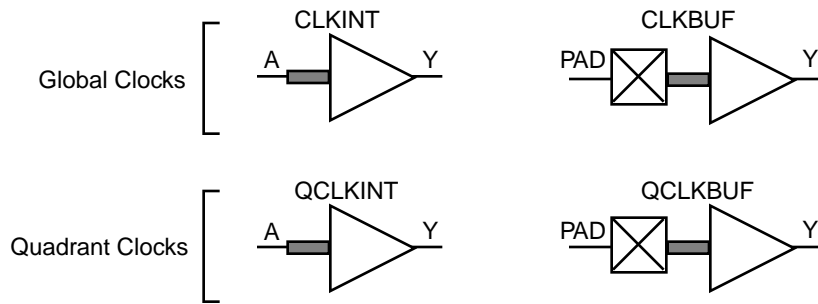 CLKINT
CLKBUF
Global Clocks
A
Y
PAD
Y
QCLKINT
QCLKBUF
Quadrant Clocks
A
Y
PAD
Y